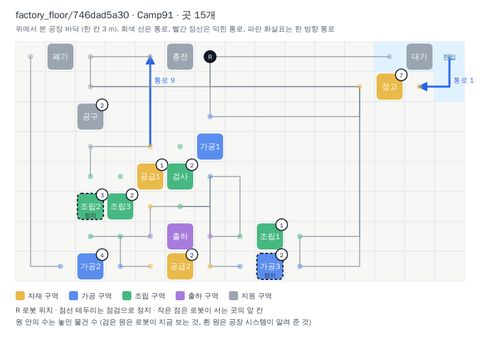 factory_floor/746dad5a30 · Camp91 · 곳 15개
위에서 본 공장 바닥 (한 칸 3 m). 회색 선은 통로, 빨간 점선은 막힌 통로, 파란 화살표는 한 방향 통로
폐기
충전
R
대기
진입
통로 9
창고
7
통로 1
공구
2
가공1
공급1
1
검사
2
조립2
3
정지
조립3
2
출하
조립1
1
가공2
4
공급2
2
가공3
2
정지
자재 구역
가공 구역
조립 구역
출하 구역
지원 구역
R 로봇 위치 · 점선 테두리는 점검으로 정지 · 작은 점은 로봇이 서는 곳의 앞 칸
원 안의 수는 놓인 물건 수 (검은 원은 로봇이 지금 보는 것, 흰 원은 공장 시스템이 알려 준 것)